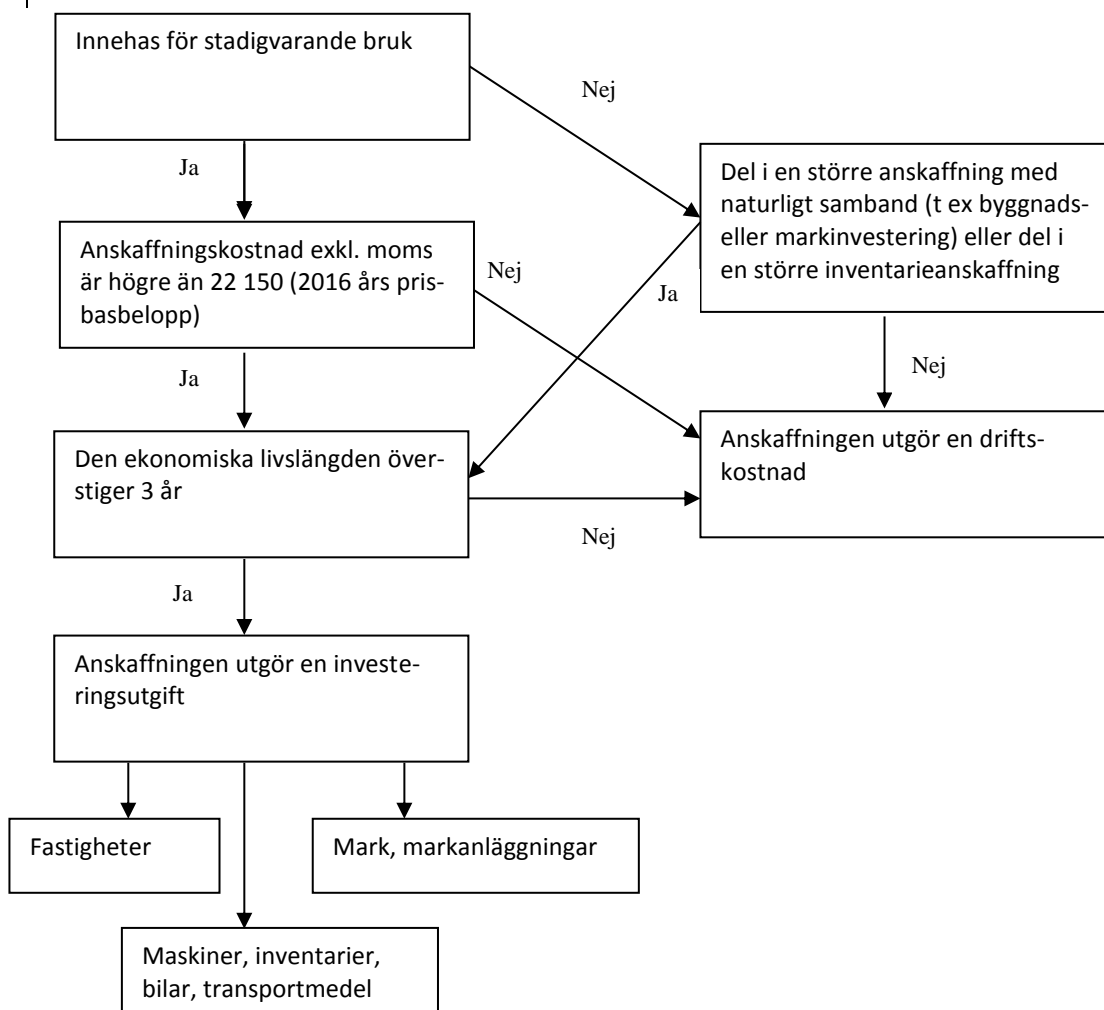 Innehas för stadigvarande bruk
Nej
Ja
Del i en större anskaffning med
naturligt samband (t ex byggnads-
eller markinvestering) eller del i
en större inventarieanskaffning
Anskaffningskostnad exkl. moms
är högre än 22 150 (2016 års pris-
basbelopp)
Nej
Ja
Ja
Nej
Den ekonomiska livslängden över-
stiger 3 år
Anskaffningen utgör en drifts-
kostnad
Nej
Ja
Anskaffningen utgör en investe-
ringsutgift
Fastigheter
Mark, markanläggningar
Maskiner, inventarier,
bilar, transportmedel